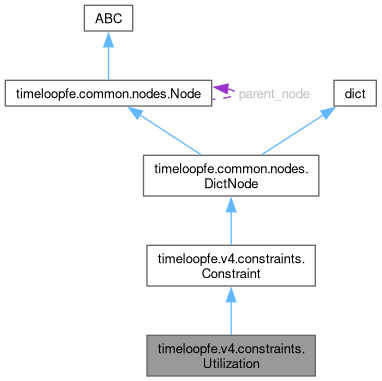 ABC
timeloopfe.common.nodes.Node
parent_node
dict
timeloopfe.common.nodes.
DictNode
timeloopfe.v4.constraints.
Constraint
timeloopfe.v4.constraints.
Utilization